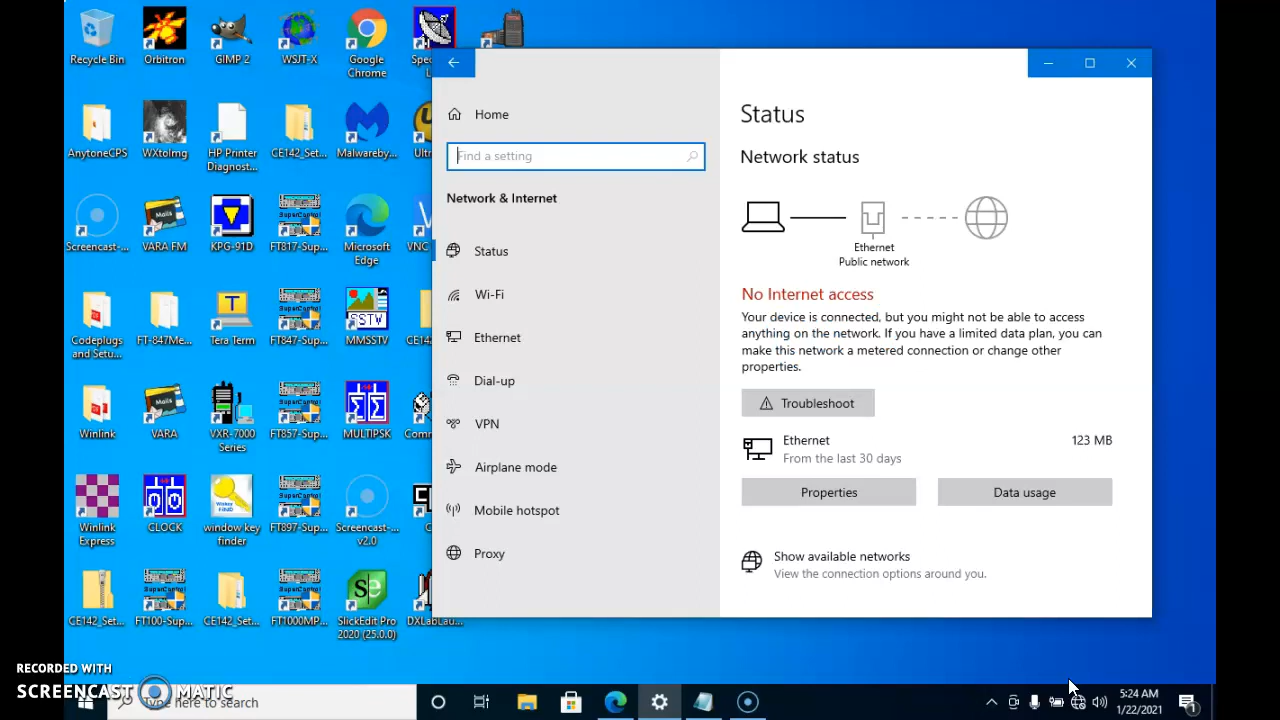 Recycle Bin
Orbitron
GIMP 2
WSJT-X
Google
Chrome
AnytoneCPS
WXtoImg
HP Printer
Diagnost...
CE142_Set...
Malwareby...
Screencast-...
VARA FM
KPG-91D
FT817-Sup...
Microsoft
Edge
VNC
Codeplugs
and Setu...
FT-847Me...
Tera Term
FT847-Sup...
MMSSTV
Winlink
VARA
VXR-7000
Series
FT857-Sup...
MULTIPSK
Winlink
Express
CLOCK
window key
finder
FT897-Sup...
Screencast-...
v2.0
CE142_Set...
FT100-Sup...
CE142_Set...
FT1000MP...
SlickEdit Pro
2020 (25.0.0)
DXLabLau...
Home
Find a setting
Network & Internet
Status
Wi-Fi
Ethernet
Dial-up
VPN
Airplane mode
Mobile hotspot
Proxy
Status
Network status
Ethernet
Public network
No Internet access
Your device is connected, but you might not be able to access
anything on the network. If you have a limited data plan, you can
make this network a metered connection or change other
properties.
Troubleshoot
Ethernet
123 MB
From the last 30 days
Properties
Data usage
Show available networks
View the connection options around you.
RECORDED WITH
SCREENCAST MATIC
Type here to search
5:24 AM
1/22/2021
1